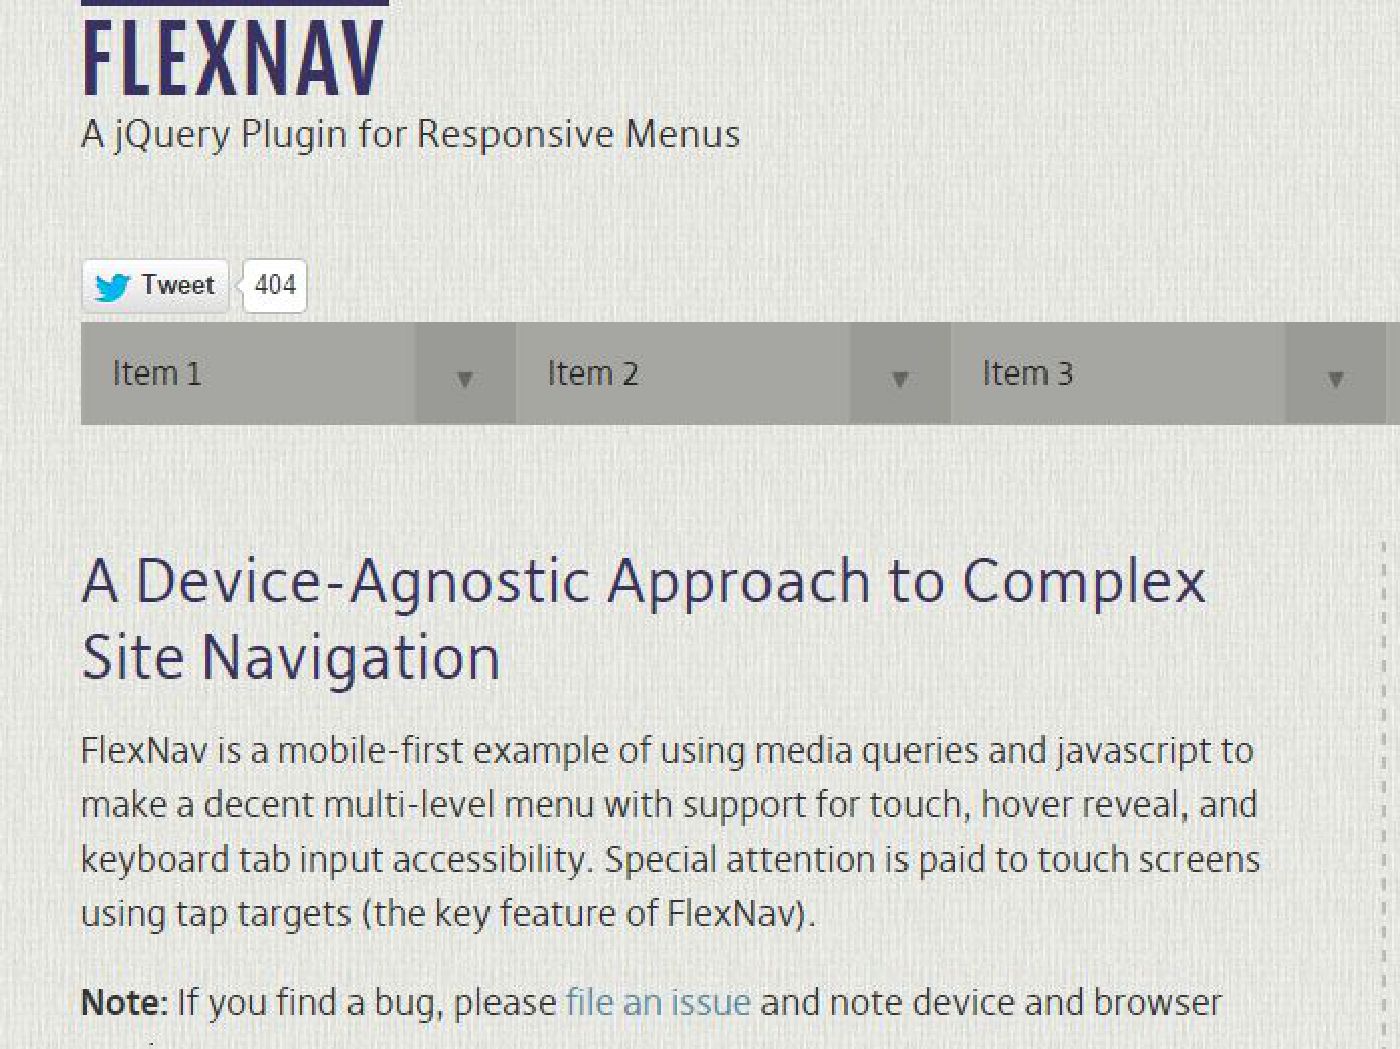 FLEXNAV
A jQuery Plugin for Responsive Menus
Tweet 404
Item 1 ▼ Item 2 ▼ Item 3 ▼
A Device-Agnostic Approach to Complex
Site Navigation
FlexNav is a mobile-first example of using media queries and javascript to
make a decent multi-level menu with support for touch, hover reveal, and
keyboard tab input accessibility. Special attention is paid to touch screens
using tap targets (the key feature of FlexNav).
Note: If you find a bug, please file an issue and note device and browser